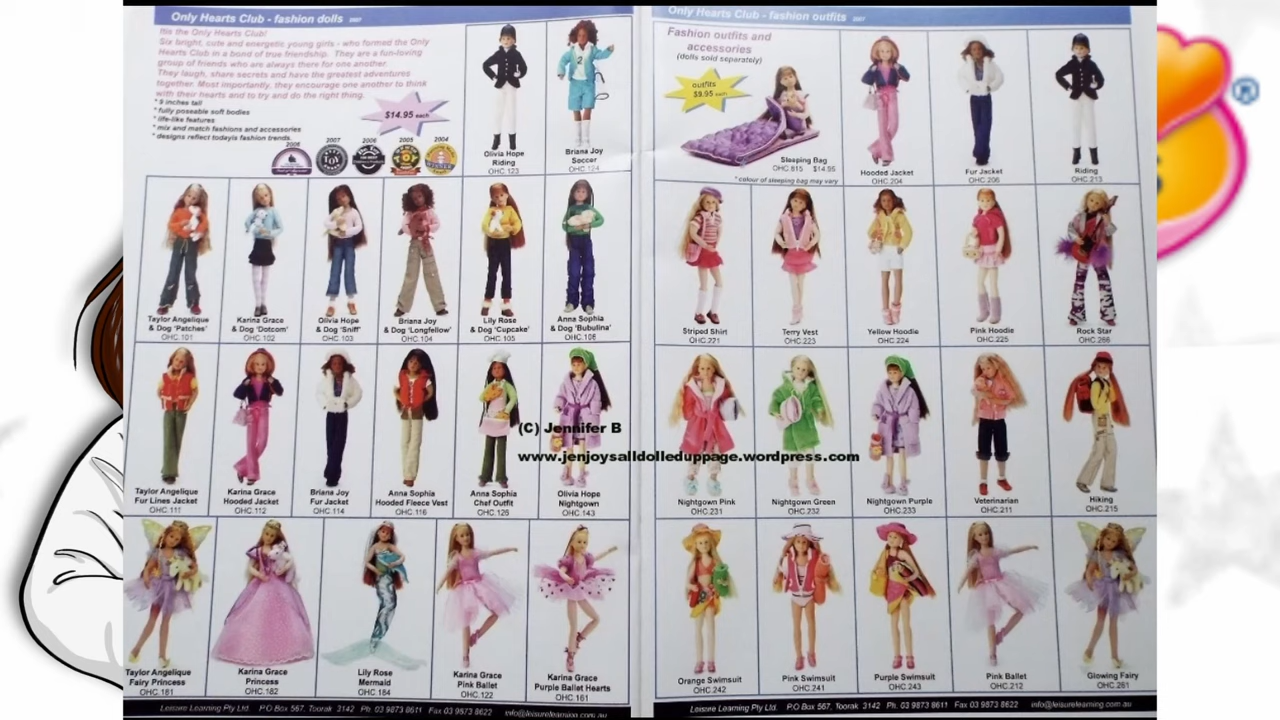 Only Hearts Club - fashion dolls 2007
It's the Only Hearts Club!
Six bright, cute and energetic young girls - who formed the Only
Hearts Club in a bond of true friendship. They are a fun-loving
group of friends who are always there for one another.
They laugh, share secrets and have the greatest adventures
together. Most importantly, they encourage one another to think
with their hearts and to try and do the right thing.
* 9 inches tall
* fully poseable soft bodies
* life-like features
* mix and match fashions and accessories
* designs reflect todayis fashion trends.
$14.95 each
2008 2007 2006 2005 2004
Olivia Hope
Riding
OHC.123
Briana Joy
Soccer
OHC.124
Taylor Angelique
& Dog 'Patches'
OHC.101
Karina Grace
& Dog 'Dotcom'
OHC.102
Olivia Hope
& Dog 'Sniff'
OHC.103
Briana Joy
& Dog 'Longfellow'
OHC.104
Lily Rose
& Dog 'Cupcake'
OHC.105
Anna Sophia
& Dog 'Bubulina'
OHC.106
Taylor Angelique
Fur Lines Jacket
OHC.111
Karina Grace
Hooded Jacket
OHC.112
Briana Joy
Fur Jacket
OHC.114
Anna Sophia
Hooded Fleece Vest
OHC.116
Anna Sophia
Chef Outfit
OHC.126
Olivia Hope
Nightgown
OHC.143
Taylor Angelique
Fairy Princess
OHC.181
Karina Grace
Princess
OHC.182
Lily Rose
Mermaid
OHC.184
Karina Grace
Pink Ballet
OHC.122
Karina Grace
Purple Ballet Hearts
OHC.161
Leisure Learning Pty Ltd. P O Box 567, Toorak 3142 Ph. 03 9873 8611 Fax 03 9873 8622 info@leisurelearning.com.au
Only Hearts Club - fashion outfits 2007
Fashion outfits and
accessories
(dolls sold separately)
outfits
$9.95 each
Sleeping Bag
OHC.815 $14.95
* colour of sleeping bag may vary
Hooded Jacket
OHC.204
Fur Jacket
OHC.206
Riding
OHC.213
Striped Shirt
OHC.221
Terry Vest
OHC.223
Yellow Hoodie
OHC.224
Pink Hoodie
OHC.225
Rock Star
OHC.266
Nightgown Pink
OHC.231
Nightgown Green
OHC.232
Nightgown Purple
OHC.233
Veterinarian
OHC.211
Hiking
OHC.215
Orange Swimsuit
OHC.242
Pink Swimsuit
OHC.241
Purple Swimsuit
OHC.243
Pink Ballet
OHC.212
Glowing Fairy
OHC.281
Leisure Learning Pty Ltd. P.O Box 567, Toorak 3142 Ph. 03 9873 8611 Fax 03 9873 8622 info@leisurelearning.com.au
(C) Jennifer B
www.jenjoysalldolleduppage.wordpress.com
®